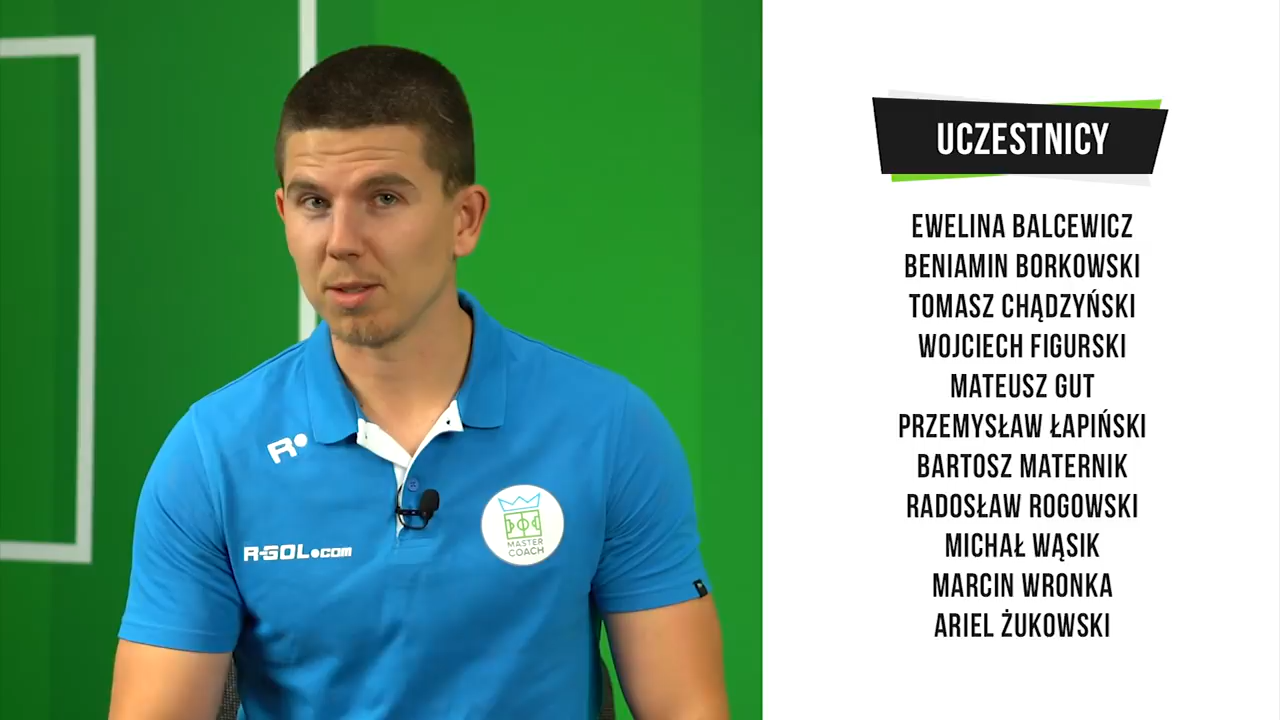 R
R-GOL.com
MASTER
COACH
UCZESTNICY
EWELINA BALCEWICZ
BENIAMIN BORKOWSKI
TOMASZ CHĄDZYŃSKI
WOJCIECH FIGURSKI
MATEUSZ GUT
PRZEMYSŁAW ŁAPIŃSKI
BARTOSZ MATERNIK
RADOSŁAW ROGOWSKI
MICHAŁ WĄSIK
MARCIN WRONKA
ARIEL ŻUKOWSKI